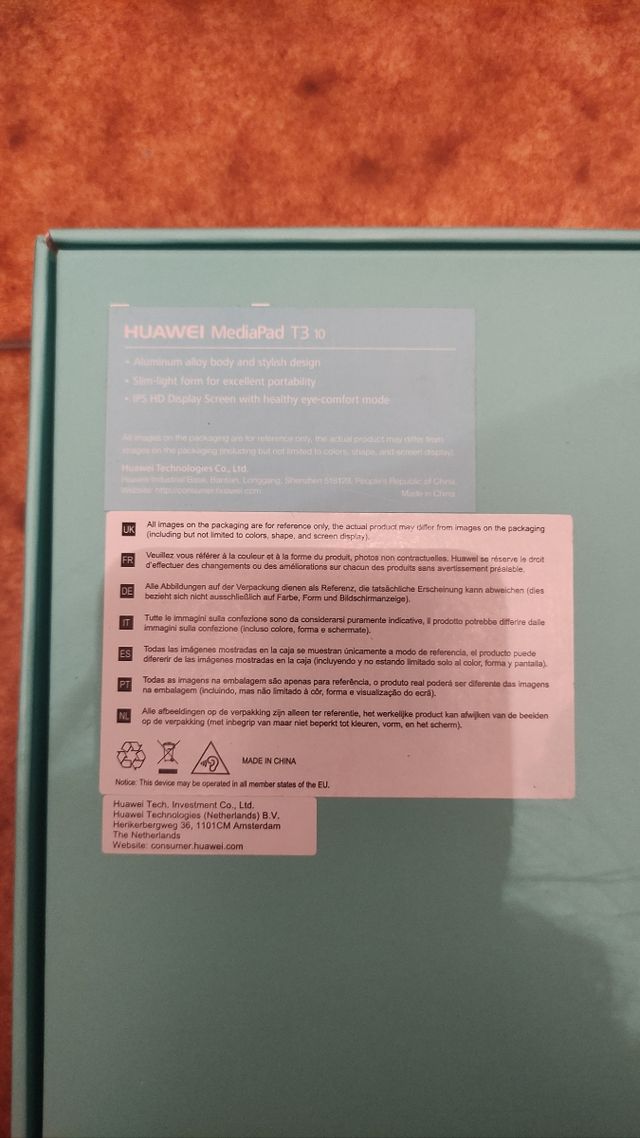 HUAWEI MediaPad T3 10
• Aluminum alloy body and stylish design
• Slim-light form for excellent portability
• IPS HD Display Screen with healthy eye-comfort mode
All images on the packaging are for reference only, the actual product may differ from
images on the packaging (including but not limited to colors, shape, and screen display).
Huawei Technologies Co., Ltd.
Huawei Industrial Base, Bantian, Longgang, Shenzhen 518129, People's Republic of China
Website: http://consumer.huawei.com
Made in China
UK All images on the packaging are for reference only, the actual product may differ from images on the packaging
(including but not limited to colors, shape, and screen display).
FR Veuillez vous référer à la couleur et à la forme du produit, photos non contractuelles. Huawei se réserve le droit
d'effectuer des changements ou des améliorations sur chacun des produits sans avertissement préalable.
DE Alle Abbildungen auf der Verpackung dienen als Referenz, die tatsächliche Erscheinung kann abweichen (dies
bezieht sich nicht ausschließlich auf Farbe, Form und Bildschirmanzeige).
IT Tutte le immagini sulla confezione sono da considerarsi puramente indicative, il prodotto potrebbe differire dalle
immagini sulla confezione (incluso colore, forma e schermate).
ES Todas las imágenes mostradas en la caja se muestran únicamente a modo de referencia, el producto puede
diferenir de las imágenes mostradas en la caja (incluyendo y no estando limitado solo al color, forma y pantalla).
PT Todas as imagens na embalagem são apenas para referência, o produto real poderá ser diferente das imagens
na embalagem (incluindo, mas não limitado à côr, forma e visualização do ecrã).
NL Alle afbeeldingen op de verpakking zijn alleen ter referentie, het werkelijke product kan afwijken van de beelden
op de verpakking (met inbegrip van maar niet beperkt tot kleuren, vorm, en het scherm).
MADE IN CHINA
Notice: This device may be operated in all member states of the EU.
Huawei Tech. Investment Co., Ltd.
Huawei Technologies (Netherlands) B.V.
Herikerbergweg 36, 1101CM Amsterdam
The Netherlands
Website: consumer.huawei.com